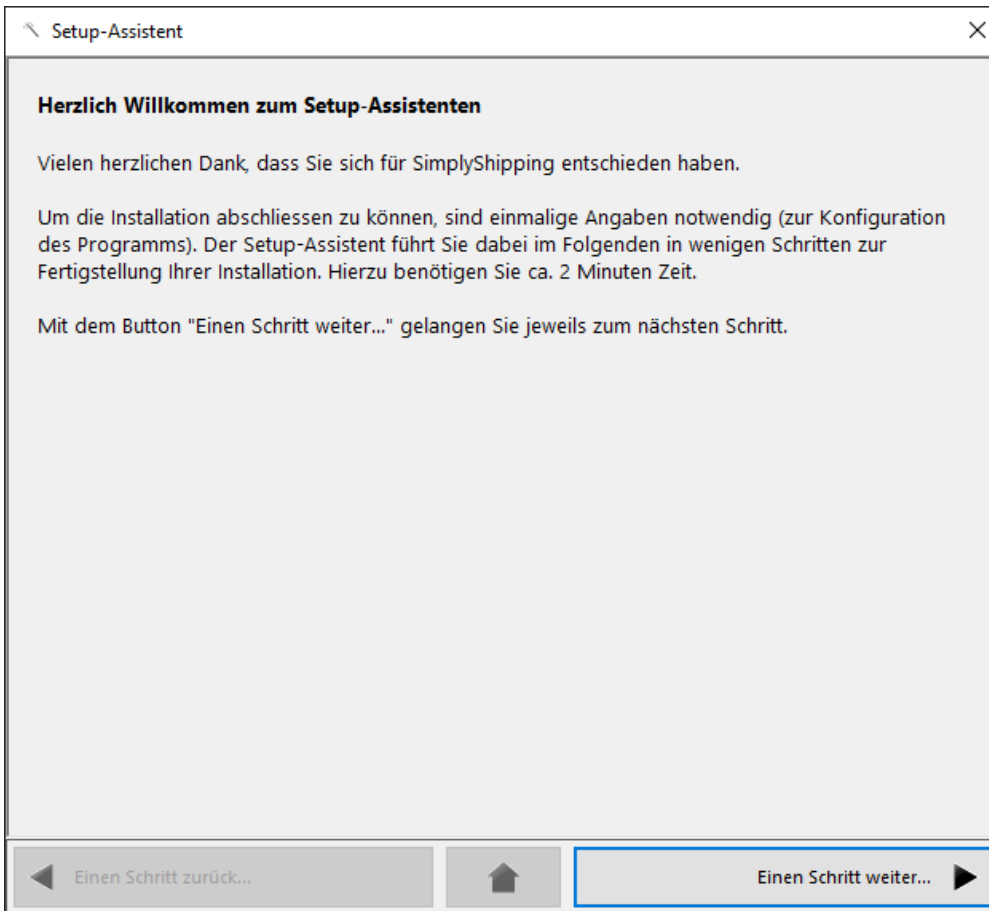 Setup-Assistent
Herzlich Willkommen zum Setup-Assistenten
Vielen herzlichen Dank, dass Sie sich für SimplyShipping entschieden haben.
Um die Installation abschliessen zu können, sind einmalige Angaben notwendig (zur Konfiguration
des Programms). Der Setup-Assistent führt Sie dabei im Folgenden in wenigen Schritten zur
Fertigstellung Ihrer Installation. Hierzu benötigen Sie ca. 2 Minuten Zeit.
Mit dem Button "Einen Schritt weiter..." gelangen Sie jeweils zum nächsten Schritt.
Einen Schritt zurück...
Einen Schritt weiter...